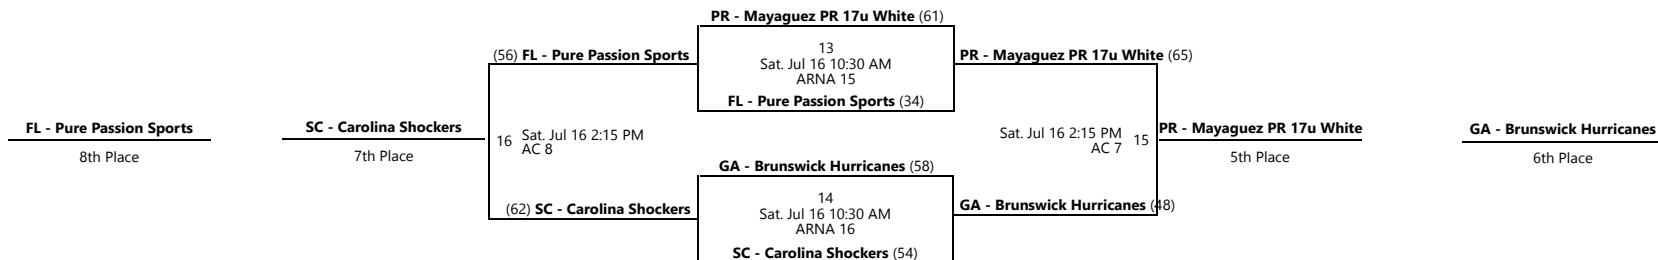 PR - Mayaguez PR 17u White (61)
(56) FL - Pure Passion Sports
13
Sat. Jul 16 10:30 AM
ARNA 15
PR - Mayaguez PR 17u White (65)
FL - Pure Passion Sports (34)
FL - Pure Passion Sports
8th Place
SC - Carolina Shockers
7th Place
16 Sat. Jul 16 2:15 PM
AC 8
Sat. Jul 16 2:15 PM 15
AC 7
PR - Mayaguez PR 17u White
5th Place
GA - Brunswick Hurricanes
6th Place
GA - Brunswick Hurricanes (58)
(62) SC - Carolina Shockers
14
Sat. Jul 16 10:30 AM
ARNA 16
GA - Brunswick Hurricanes (48)
SC - Carolina Shockers (54)